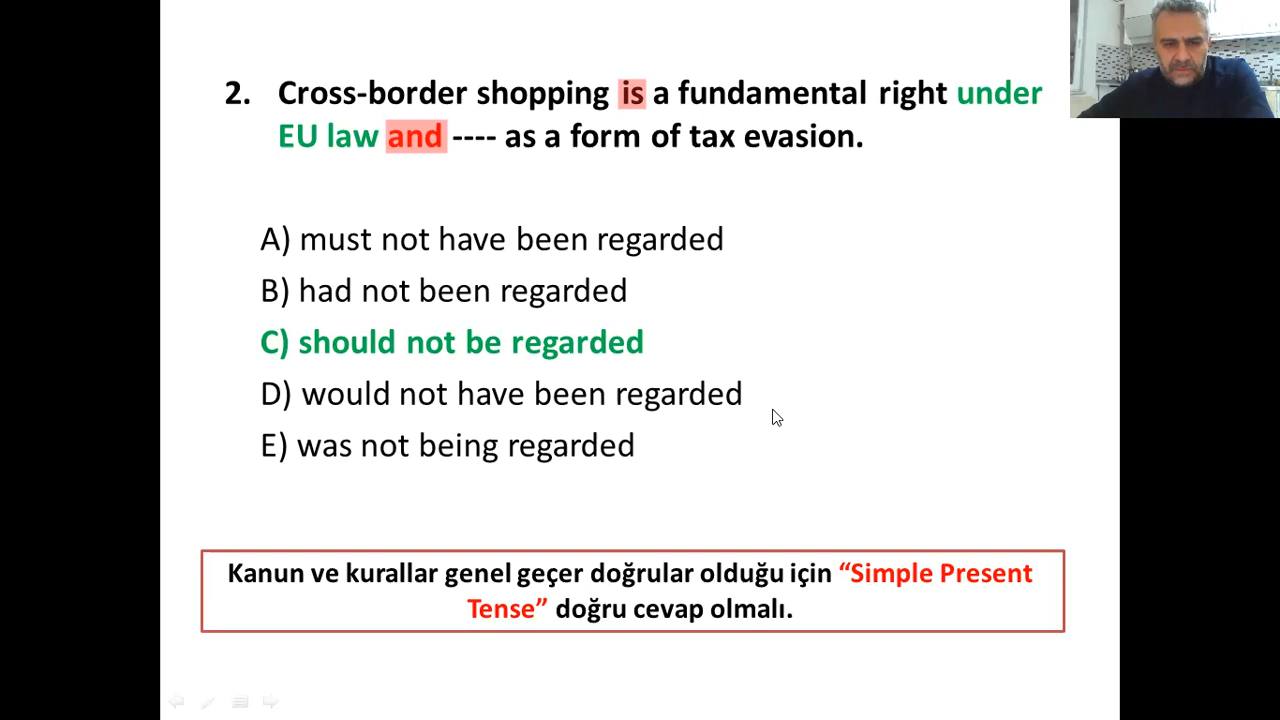 2. Cross-border shopping is a fundamental right under
EU law and ---- as a form of tax evasion.
A) must not have been regarded
B) had not been regarded
C) should not be regarded
D) would not have been regarded
E) was not being regarded
Kanun ve kurallar genel geçer doğrular olduğu için “Simple Present
Tense” doğru cevap olmalı.